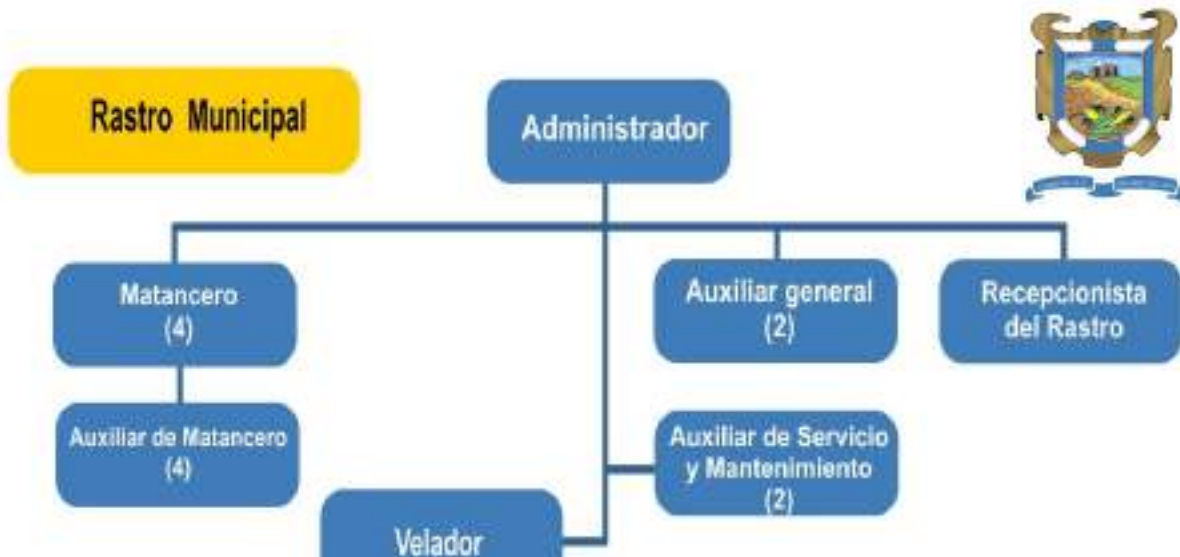 Rastro Municipal
Administrador
Matancero
(4)
Auxiliar general
(2)
Recepcionista
del Rastro
Auxiliar de Matancero
(4)
Auxiliar de Servicio
y Mantenimiento
(2)
Velador